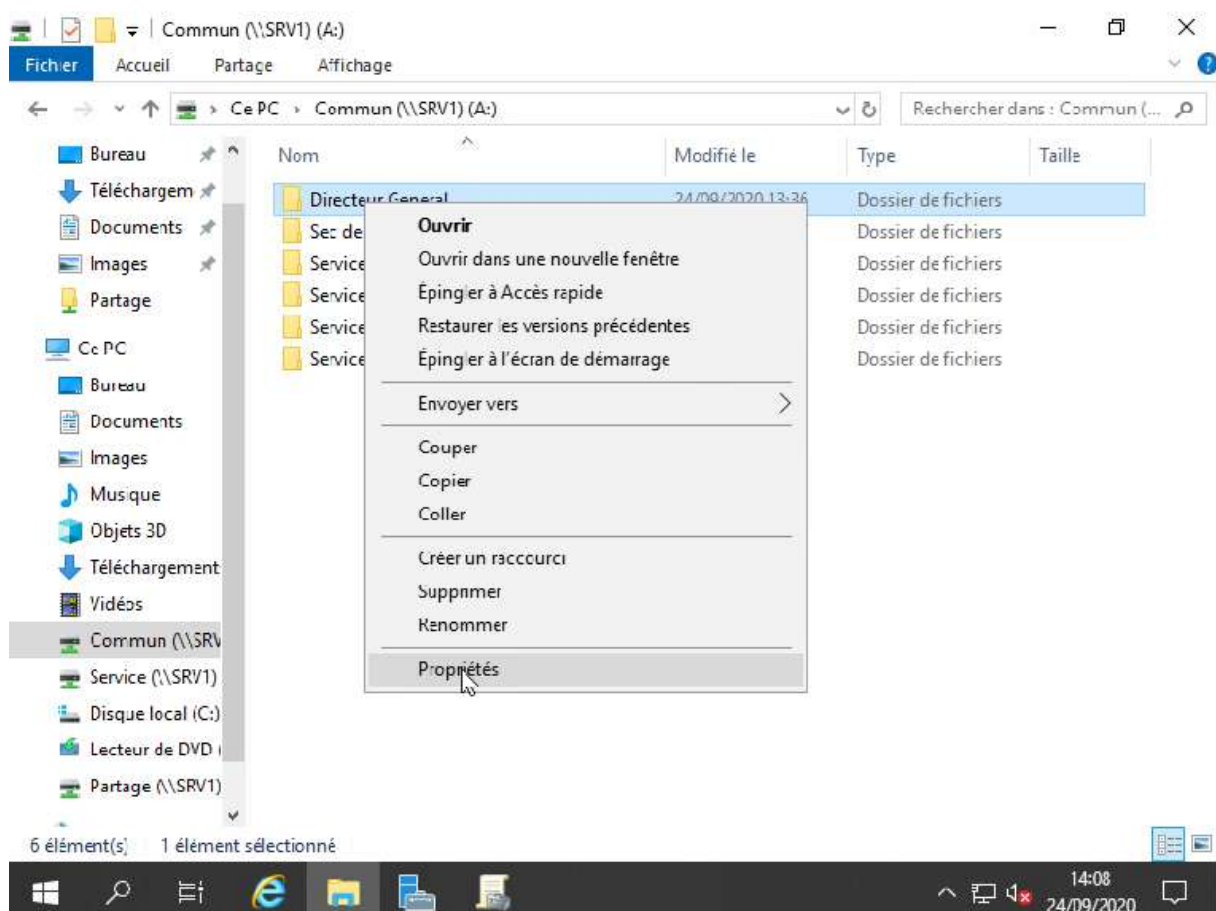 Commun (\\SRV1) (A:)
Fichier Accueil Partage Affichage
Ce PC › Commun (\\SRV1) (A:)
Rechercher dans : Commun (...
Nom Modifié le Type Taille
Bureau
Téléchargem
Documents
Images
Partage
Ce PC
Bureau
Documents
Images
Musique
Objets 3D
Téléchargement
Vidéos
Commun (\\SRV
Service (\\SRV1)
Disque local (C:)
Lecteur de DVD (
Partage (\\SRV1)
Directeur General 24/09/2020 13:36 Dossier de fichiers
Sec de Dossier de fichiers
Service Dossier de fichiers
Service Dossier de fichiers
Service Dossier de fichiers
Service Dossier de fichiers
Ouvrir
Ouvrir dans une nouvelle fenêtre
Épingler à Accès rapide
Restaurer les versions précédentes
Épingler à l'écran de démarrage
Envoyer vers
Couper
Copier
Coller
Créer un raccourci
Supprimer
Renommer
Propriétés
6 élément(s) 1 élément sélectionné
14:08
24/09/2020